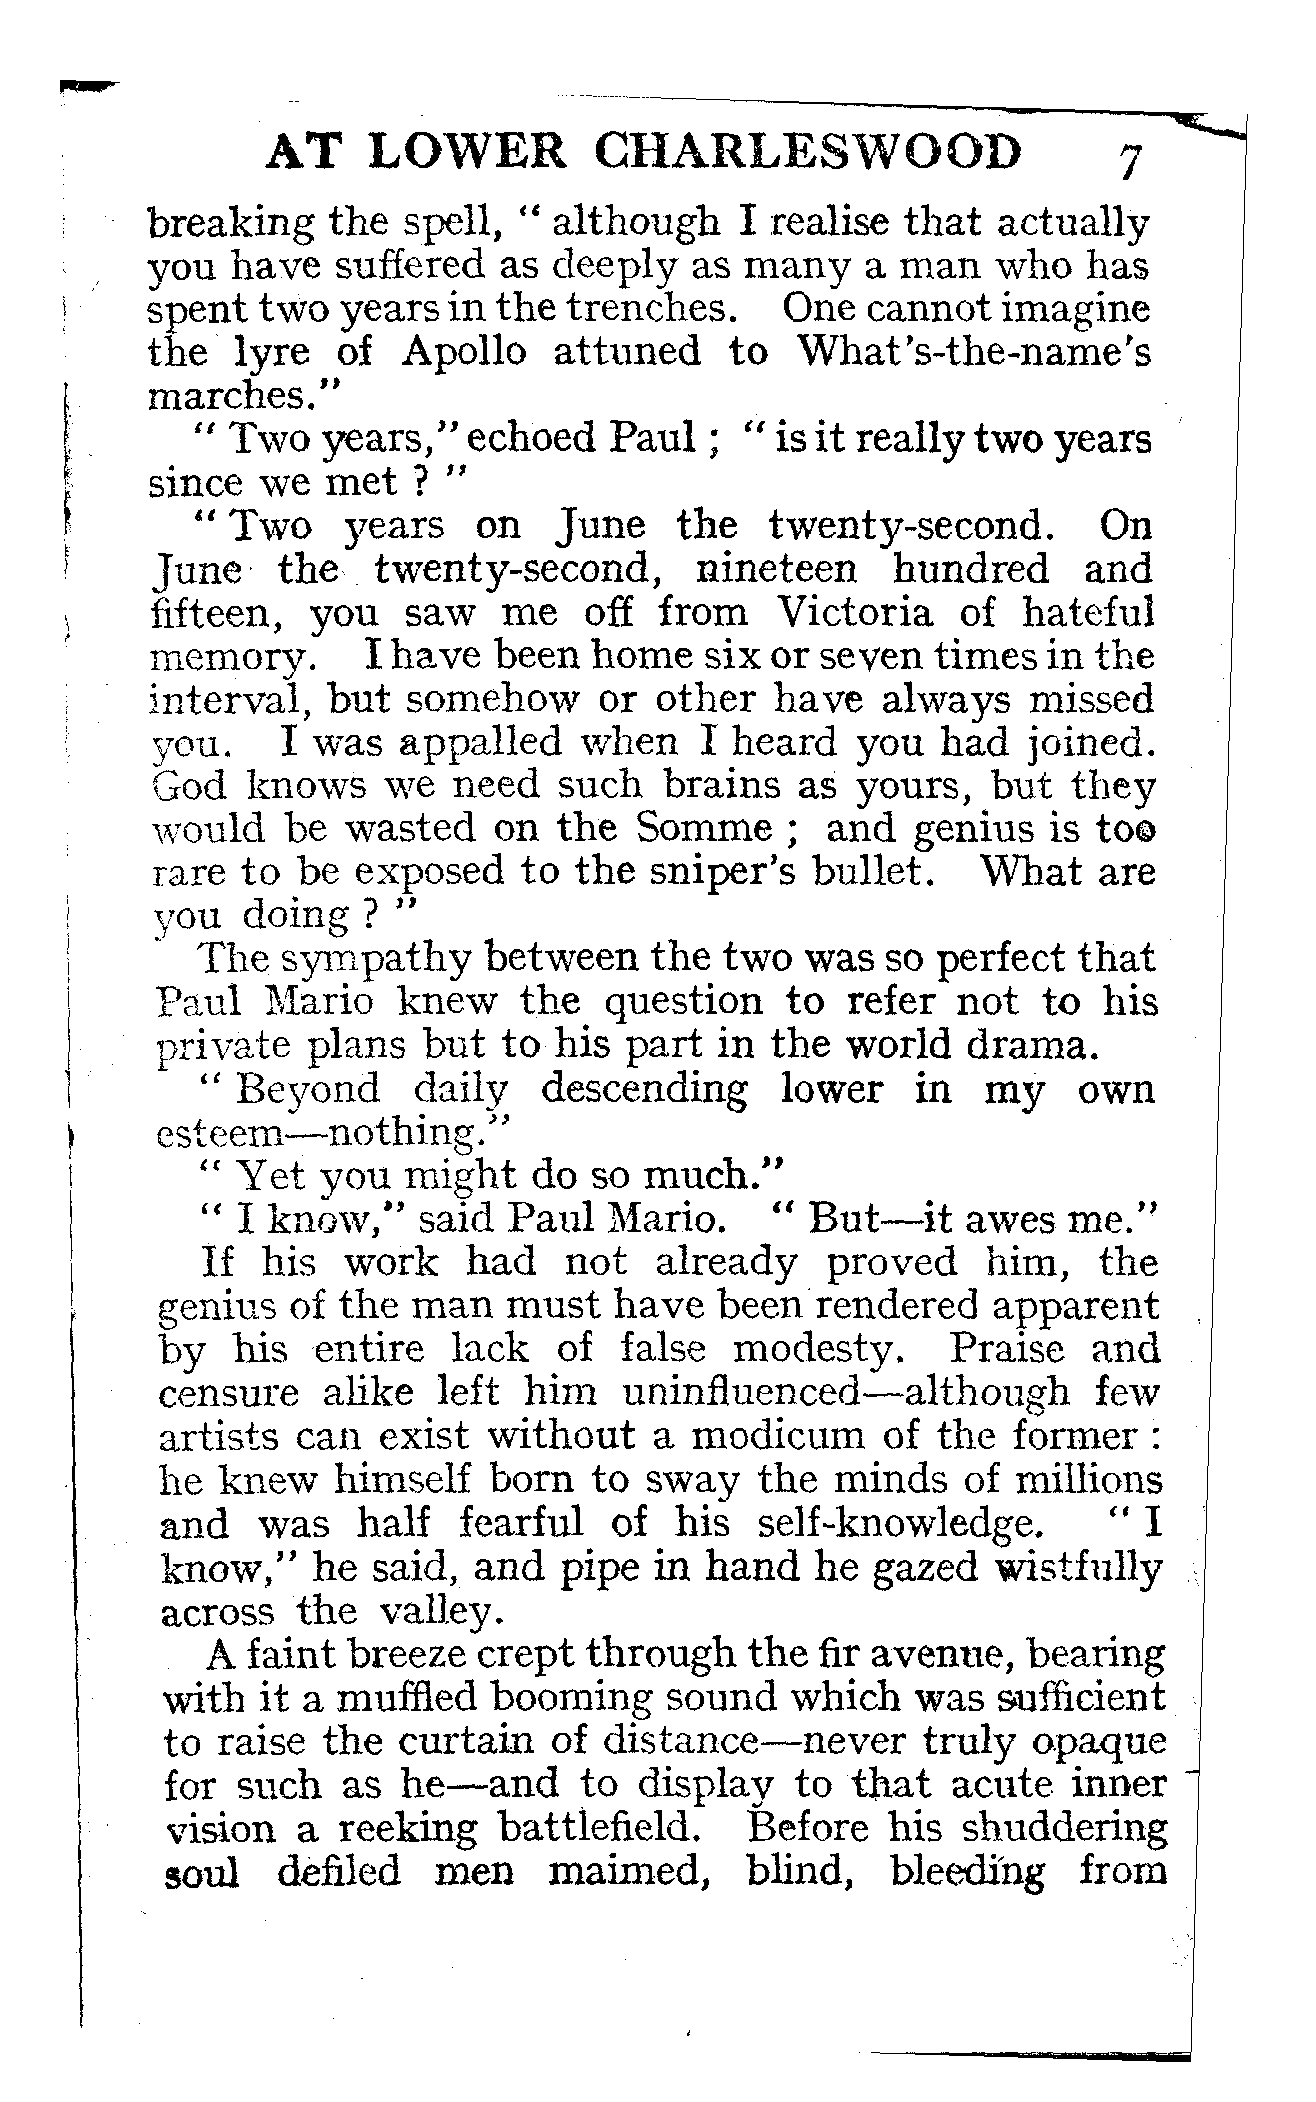 AT LOWER CHARLESWOOD 7
breaking the spell, “ although I realise that actually
you have suffered as deeply as many a man who has
spent two years in the trenches. One cannot imagine
the lyre of Apollo attuned to What's-the-name's
marches.”
“ Two years,” echoed Paul ; “ is it really two years
since we met ? ”
“ Two years on June the twenty-second. On
June the twenty-second, nineteen hundred and
fifteen, you saw me off from Victoria of hateful
memory. I have been home six or seven times in the
interval, but somehow or other have always missed
you. I was appalled when I heard you had joined.
God knows we need such brains as yours, but they
would be wasted on the Somme ; and genius is too
rare to be exposed to the sniper's bullet. What are
you doing ? ”
The sympathy between the two was so perfect that
Paul Mario knew the question to refer not to his
private plans but to his part in the world drama.
“ Beyond daily descending lower in my own
esteem—nothing.”
“ Yet you might do so much.”
“ I know,” said Paul Mario. “ But—it awes me.”
If his work had not already proved him, the
genius of the man must have been rendered apparent
by his entire lack of false modesty. Praise and
censure alike left him uninfluenced—although few
artists can exist without a modicum of the former :
he knew himself born to sway the minds of millions
and was half fearful of his self-knowledge. “ I
know,” he said, and pipe in hand he gazed wistfully
across the valley.
A faint breeze crept through the fir avenue, bearing
with it a muffled booming sound which was sufficient
to raise the curtain of distance—never truly opaque
for such as he—and to display to that acute inner
vision a reeking battlefield. Before his shuddering
soul defiled men maimed, blind, bleeding from